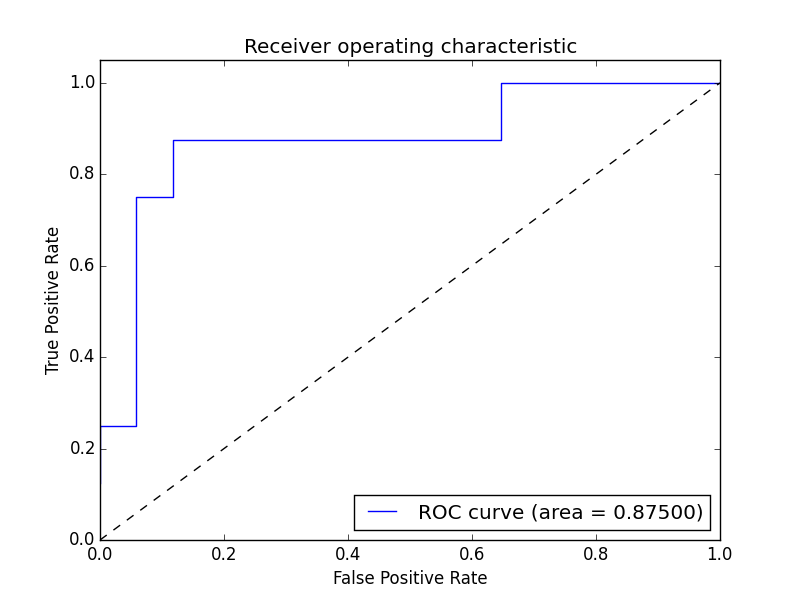 Receiver operating characteristic
1.0
0.8
0.6
0.4
0.2
0.0
True Positive Rate
ROC curve (area = 0.87500)
0.0 0.2 0.4 0.6 0.8 1.0
False Positive Rate